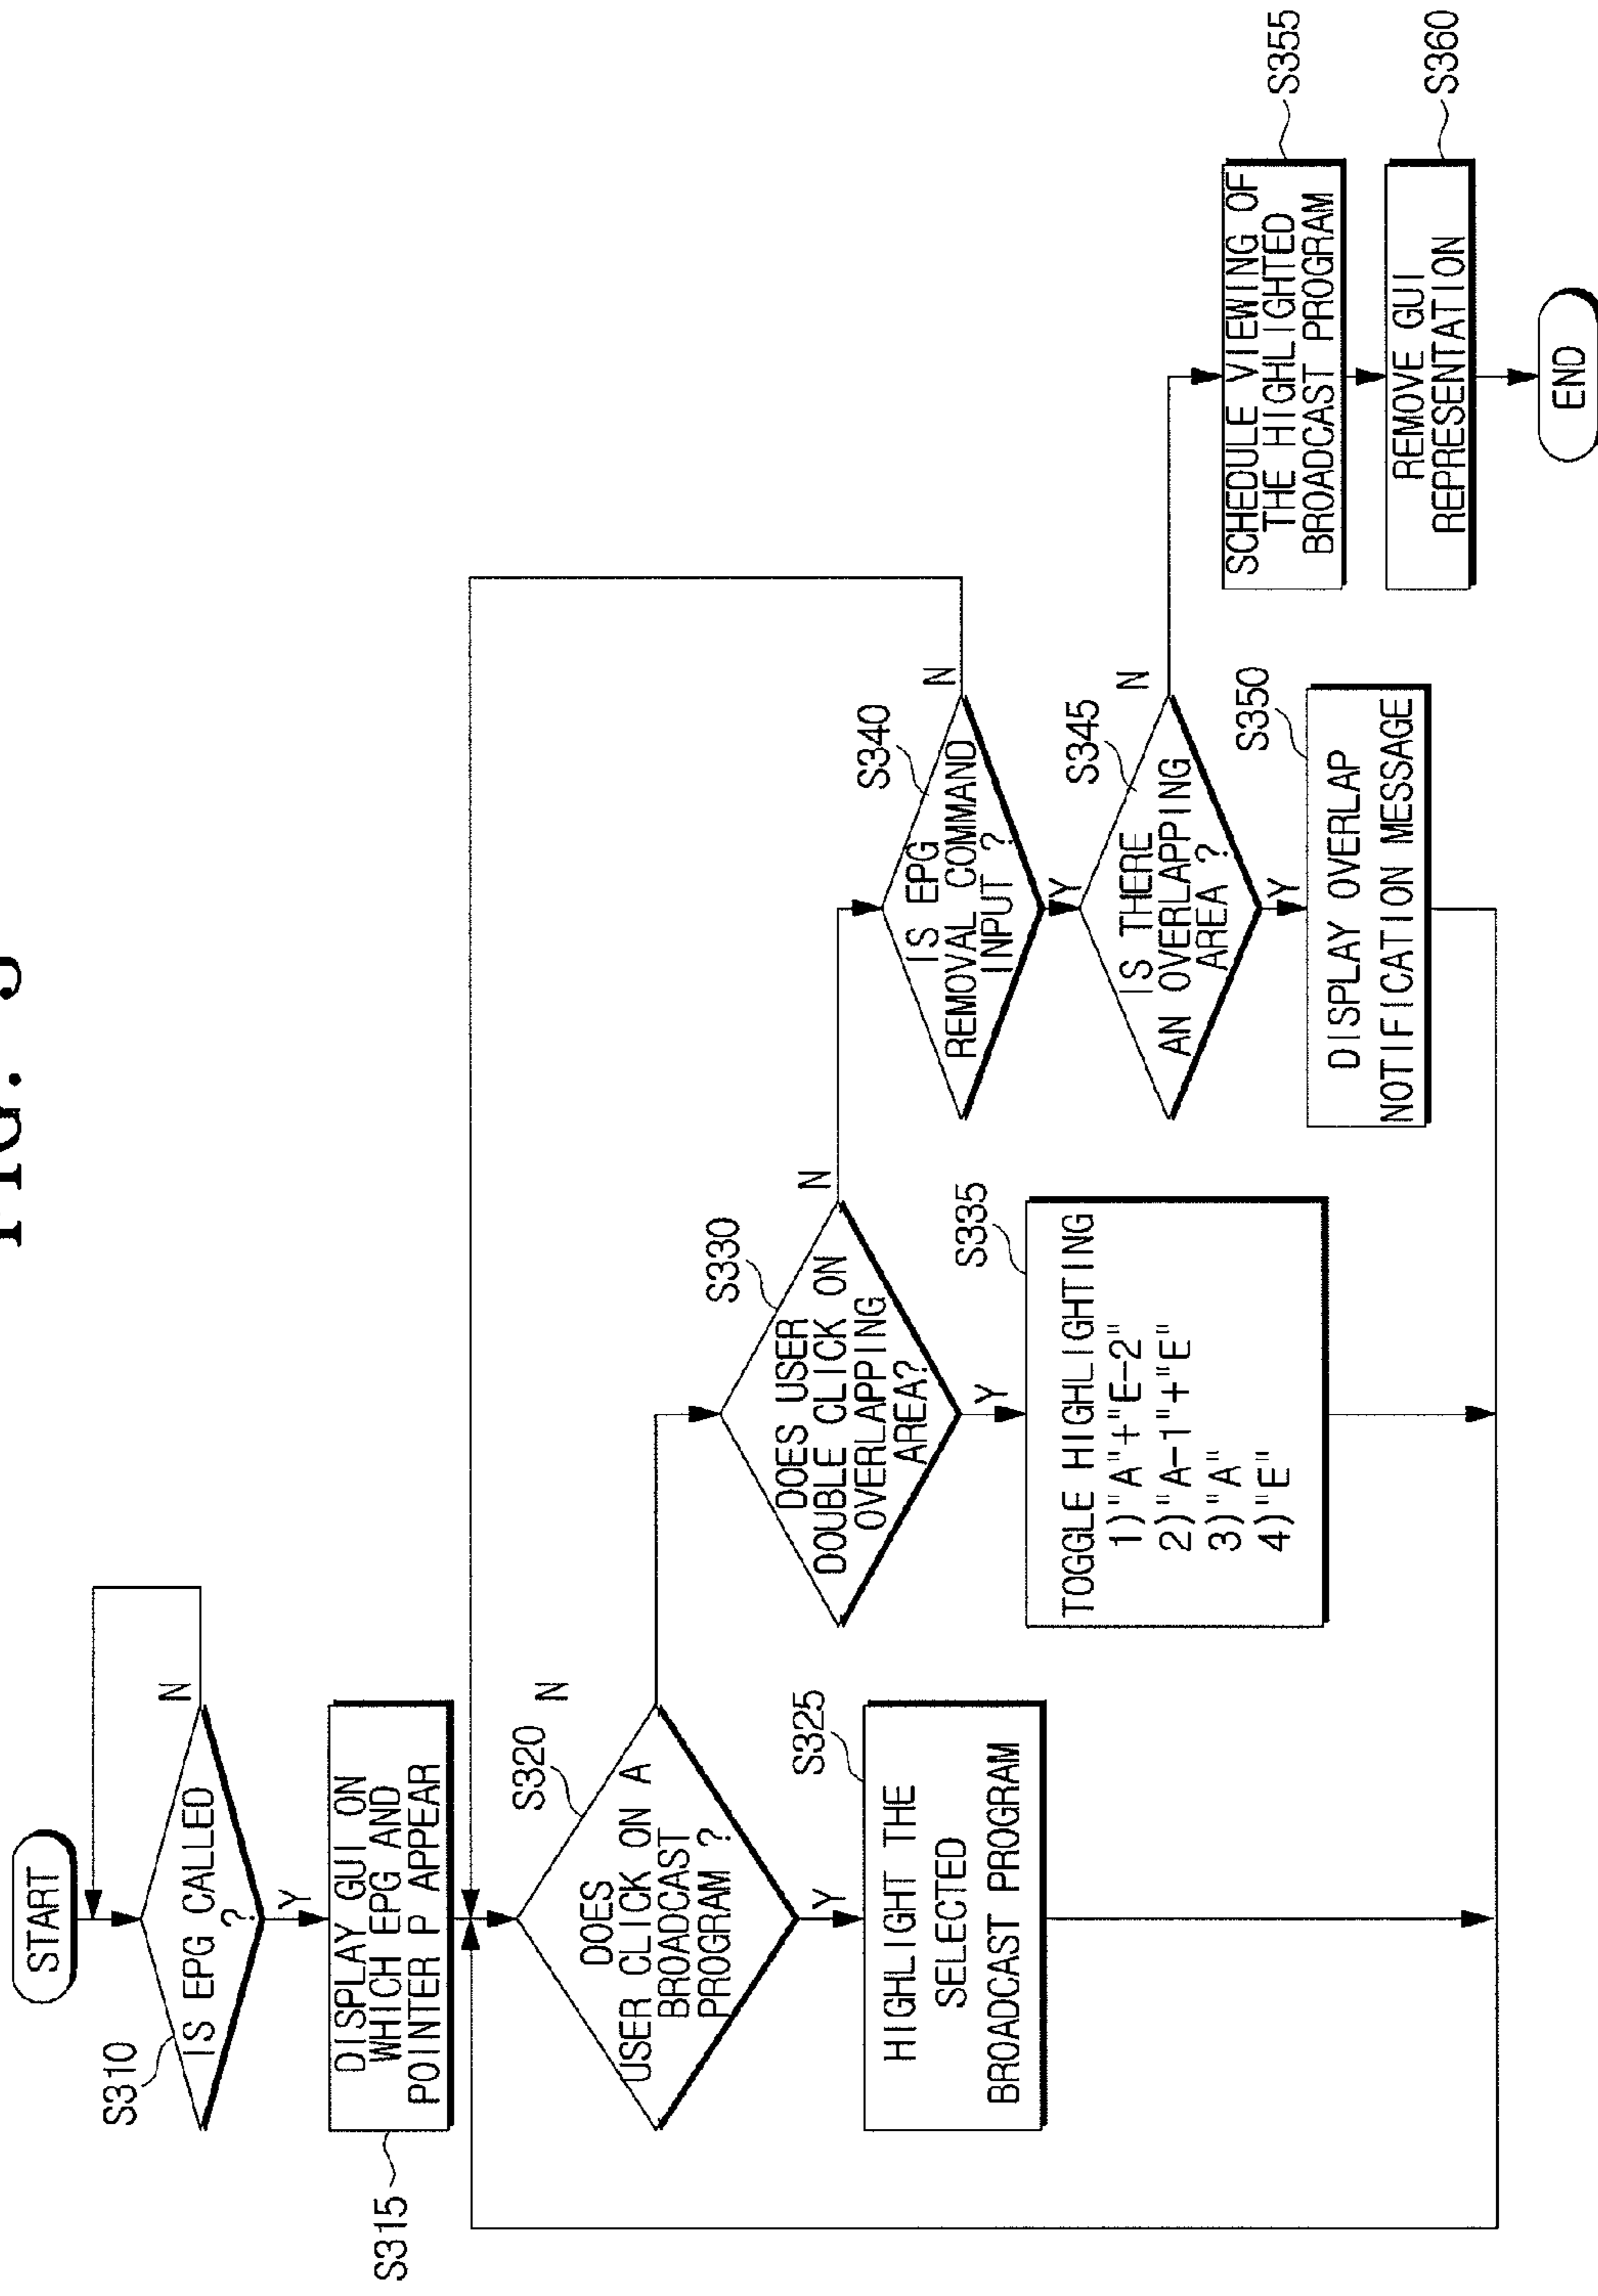 START
S310
IS EPG CALLED
?
N
Y
S315
DISPLAY GUI ON
WHICH EPG AND
POINTER P APPEAR
S320
DOES
USER CLICK ON A
BROADCAST
PROGRAM ?
N
Y
S325
HIGHLIGHT THE
SELECTED
BROADCAST PROGRAM
S330
DOES USER
DOUBLE CLICK ON
OVERLAPPING
AREA?
N
Y
S335
TOGGLE HIGHLIGHTING
1)"A"+"E-2"
2)"A-1"+"E"
3)"A"
4)"E"
S340
IS EPG
REMOVAL COMMAND
INPUT ?
N
Y
S345
IS THERE
AN OVERLAPPING
AREA ?
N
Y
S350
DISPLAY OVERLAP
NOTIFICATION MESSAGE
S355
SCHEDULE VIEWING OF
THE HIGHLIGHTED
BROADCAST PROGRAM
S360
REMOVE GUI
REPRESENTATION
END